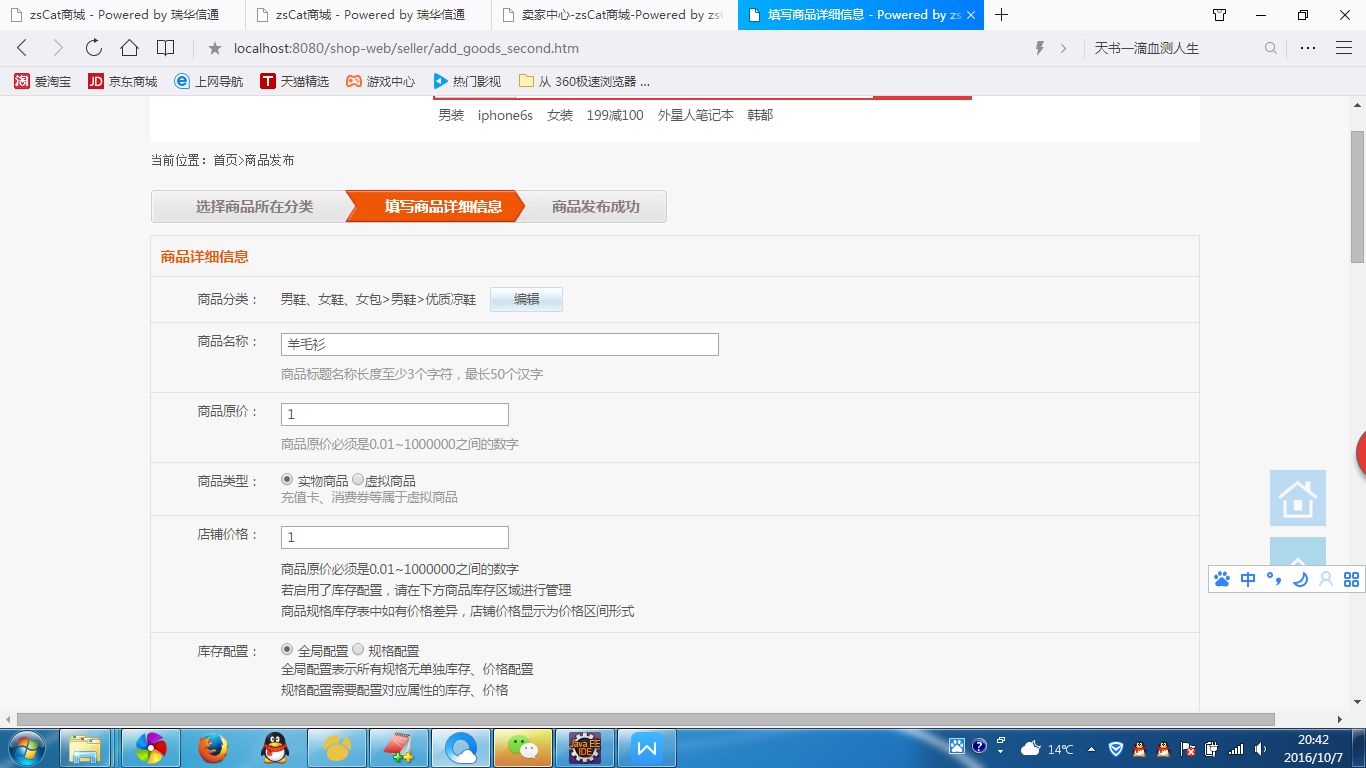 zsCat商城 - Powered by 瑞华信通
zsCat商城 - Powered by 瑞华信通
卖家中心-zsCat商城-Powered by zsC
填写商品详细信息 - Powered by zs
localhost:8080/shop-web/seller/add_goods_second.htm
天书一滴血测人生
淘 爱淘宝
JD 京东商城
上网导航
T 天猫精选
游戏中心
热门影视
从 360极速浏览器 ...
男装 iphone6s 女装 199减100 外星人笔记本 韩都
当前位置：首页>商品发布
选择商品所在分类 填写商品详细信息 商品发布成功
商品详细信息
商品分类： 男鞋、女鞋、女包>男鞋>优质凉鞋 编辑
商品名称： 羊毛衫
商品标题名称长度至少3个字符，最长50个汉字
商品原价： 1
商品原价必须是0.01~1000000之间的数字
商品类型： 实物商品 虚拟商品
充值卡、消费券等属于虚拟商品
店铺价格： 1
商品原价必须是0.01~1000000之间的数字
若启用了库存配置，请在下方商品库存区域进行管理
商品规格库存表中如有价格差异，店铺价格显示为价格区间形式
中
库存配置： 全局配置 规格配置
全局配置表示所有规格无单独库存、价格配置
规格配置需要配置对应属性的库存、价格
Java EE
IDE
W
14℃
20:42
2016/10/7